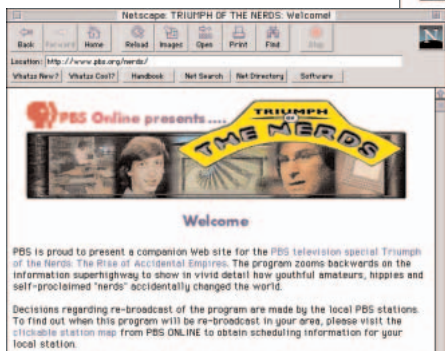 Netscape: TRIUMPH OF THE NERDS: Welcome!
Back Forward Home Reload Images Open Print Find Stop
Location: http://www.pbs.org/nerds/
What's New? What's Cool? Handbook Net Search Net Directory Software
N
PBS Online presents....
TRIUMPH
OF
THE NERDS
Welcome
PBS is proud to present a companion Web site for the PBS television special Triumph
of the Nerds: The Rise of Accidental Empires. The program zooms backwards on the
information superhighway to show in vivid detail how youthful amateurs, hippies and
self-proclaimed "nerds" accidentally changed the world.
Decisions regarding re-broadcast of the program are made by the local PBS stations.
To find out when this program will be re-broadcast in your area, please visit the
clickable station map from PBS ONLINE to obtain scheduling information for your
local station.